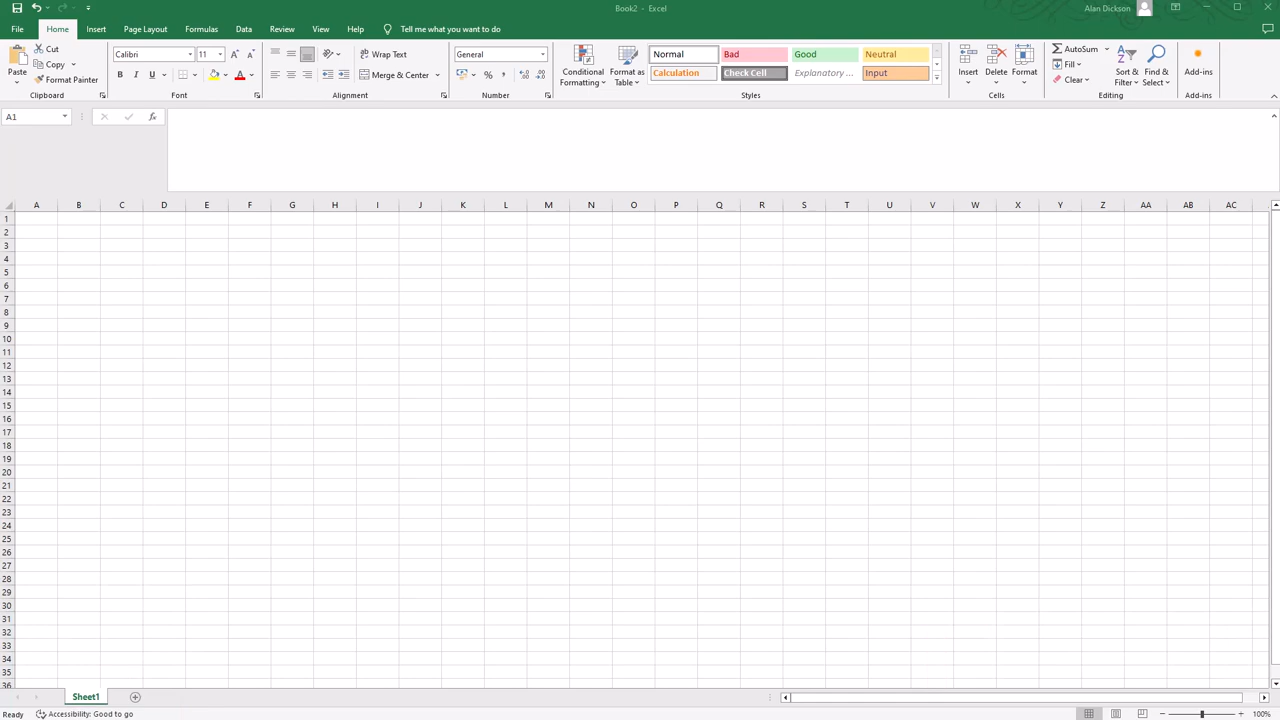 Book2 - Excel
Alan Dickson
File Home Insert Page Layout Formulas Data Review View Help Tell me what you want to do
Paste
Cut
Copy
Format Painter
Clipboard
Calibri 11
B I U
Font
Wrap Text
Merge & Center
Alignment
General
Number
Conditional
Formatting
Format as
Table
Normal Bad Good Neutral
Calculation Check Cell Explanatory ... Input
Styles
Insert Delete Format
Cells
AutoSum
Fill
Clear
Sort &
Filter
Find &
Select
Editing
Add-ins
Add-ins
A1
fx
A B C D E F G H I J K L M N O P Q R S T U V W X Y Z AA AB AC
1
2
3
4
5
6
7
8
9
10
11
12
13
14
15
16
17
18
19
20
21
22
23
24
25
26
27
28
29
30
31
32
33
34
35
36
Sheet1
Ready Accessibility: Good to go
100%